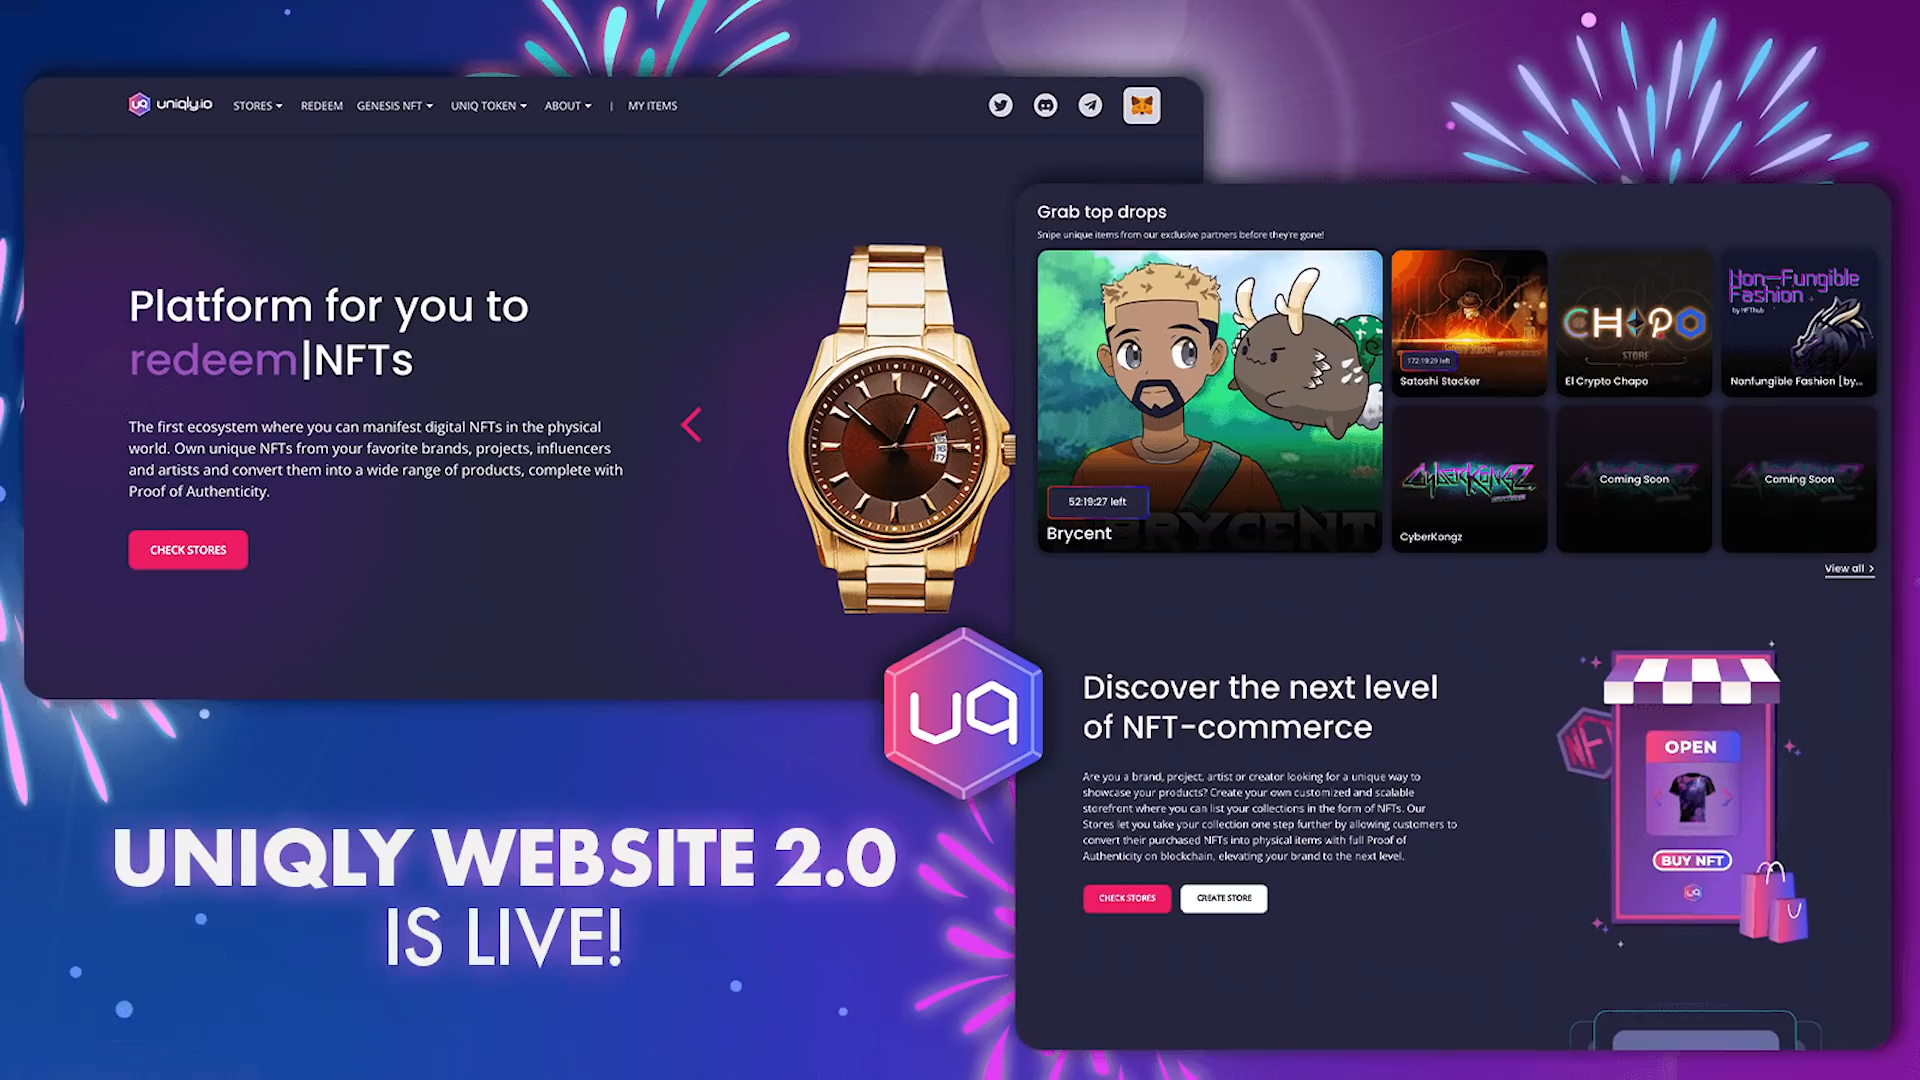 uniqly.io
STORES
REDEEM
GENESIS NFT
UNIQ TOKEN
ABOUT
|
MY ITEMS
Platform for you to
redeem|NFTs
The first ecosystem where you can manifest digital NFTs in the physical
world. Own unique NFTs from your favorite brands, projects, influencers
and artists and convert them into a wide range of products, complete with
Proof of Authenticity.
CHECK STORES
Grab top drops
Snipe unique items from our exclusive partners before they're gone!
52:19:27 left
BRYCENT
Brycent
172:19:29 left
Satoshi Stacker
CHAPO
STORE
El Crypto Chapo
Non-Fungible
Fashion
by NFThub
Nonfungible Fashion [by...
CYBERKONGZ
CyberKongz
Coming Soon
Coming Soon
View all >
uq
Discover the next level
of NFT-commerce
Are you a brand, project, artist or creator looking for a unique way to
showcase your products? Create your own customized and scalable
storefront where you can list your collections in the form of NFTs. Our
Stores let you take your collection one step further by allowing customers to
convert their purchased NFTs into physical items with full Proof of
Authenticity on blockchain, elevating your brand to the next level.
CHECK STORES
CREATE STORE
NFT
OPEN
BUY NFT
UNIQLY WEBSITE 2.0
IS LIVE!